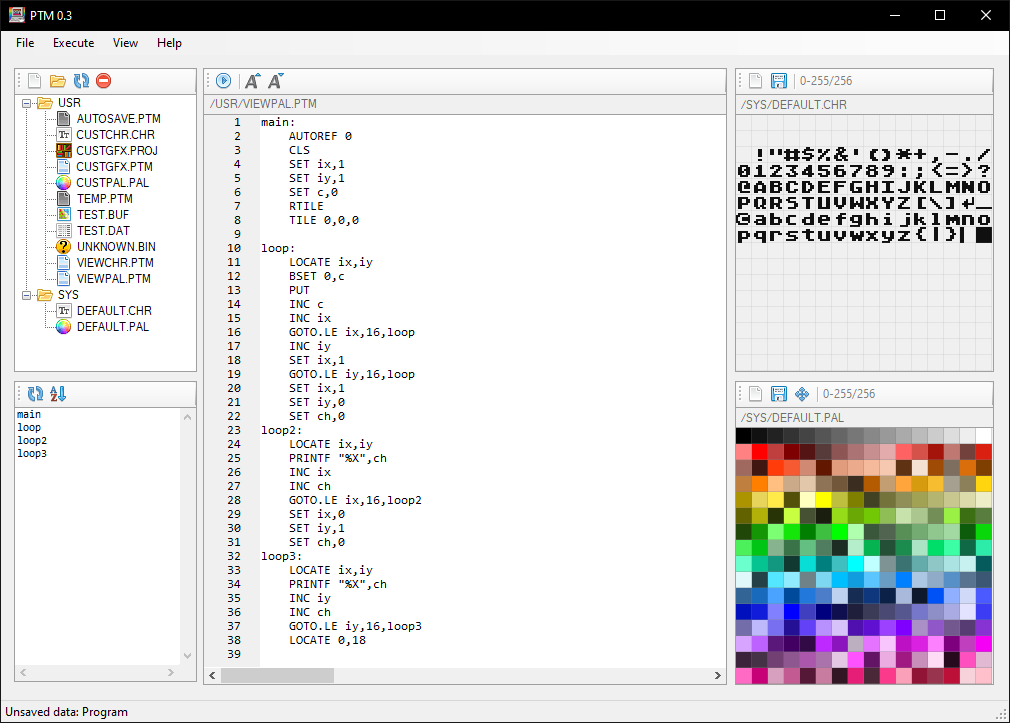 PTM 0.3
File Execute View Help
USR
AUTOSAVE.PTM
CUSTCHR.CHR
CUSTGFX.PROJ
CUSTGFX.PTM
CUSTPAL.PAL
TEMP.PTM
TEST.BUF
TEST.DAT
UNKNOWN.BIN
VIEWCHR.PTM
VIEWPAL.PTM
SYS
DEFAULT.CHR
DEFAULT.PAL
main
loop
loop2
loop3
/USR/VIEWPAL.PTM
1 main:
2 AUTOREF 0
3 CLS
4 SET ix,1
5 SET iy,1
6 SET c,0
7 RTILE
8 TILE 0,0,0
9
10 loop:
11 LOCATE ix,iy
12 BSET 0,c
13 PUT
14 INC c
15 INC ix
16 GOTO.LE ix,16,loop
17 INC iy
18 SET ix,1
19 GOTO.LE iy,16,loop
20 SET ix,1
21 SET iy,0
22 SET ch,0
23 loop2:
24 LOCATE ix,iy
25 PRINTF "%X",ch
26 INC ix
27 INC ch
28 GOTO.LE ix,16,loop2
29 SET ix,0
30 SET iy,1
31 SET ch,0
32 loop3:
33 LOCATE ix,iy
34 PRINTF "%X",ch
35 INC iy
36 INC ch
37 GOTO.LE iy,16,loop3
38 LOCATE 0,18
39
0-255/256
/SYS/DEFAULT.CHR
!"#$%&'()*+,-./
0123456789:;<=>?
@ABCDEFGHIJKLMNO
PQRSTUVWXYZ[\]↵_
@abcdefghijklmno
pqrstuvwxyz{|}|
0-255/256
/SYS/DEFAULT.PAL
Unsaved data: Program